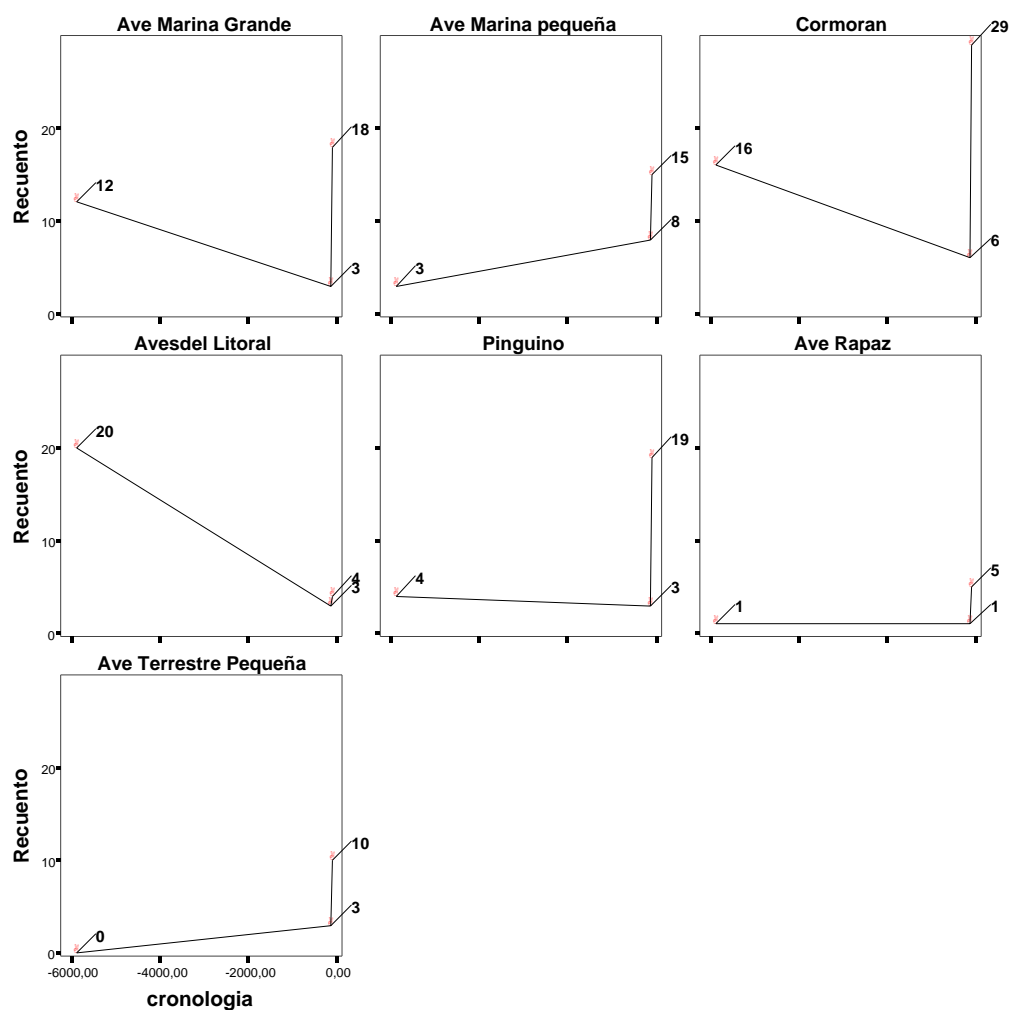 Ave Marina Grande
Ave Marina pequeña
Cormoran
Recuento
20
10
0
12
18
3
3
15
8
16
29
6
Avesdel Litoral
Pinguino
Ave Rapaz
Recuento
20
10
0
20
4
3
4
19
3
1
5
1
Ave Terrestre Pequeña
Recuento
20
10
0
0
10
3
-6000,00 -4000,00 -2000,00 0,00
cronologia